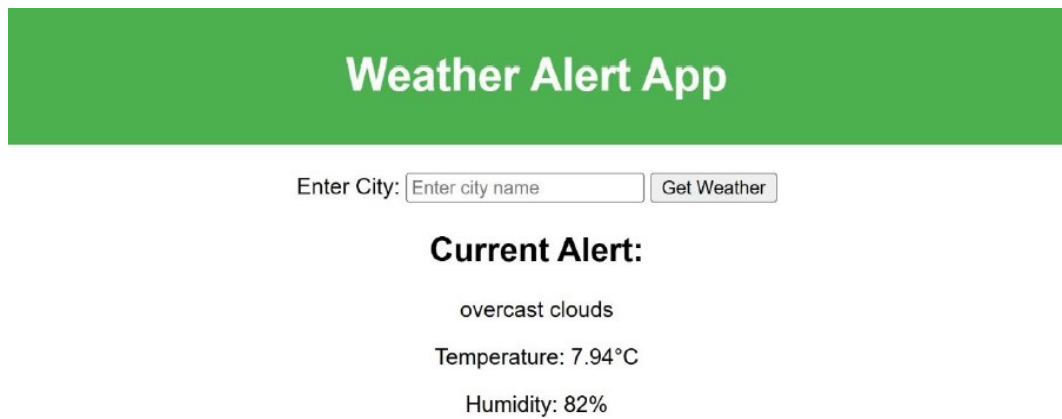 Weather Alert App
Enter City: Enter city name Get Weather
Current Alert:
overcast clouds
Temperature: 7.94°C
Humidity: 82%